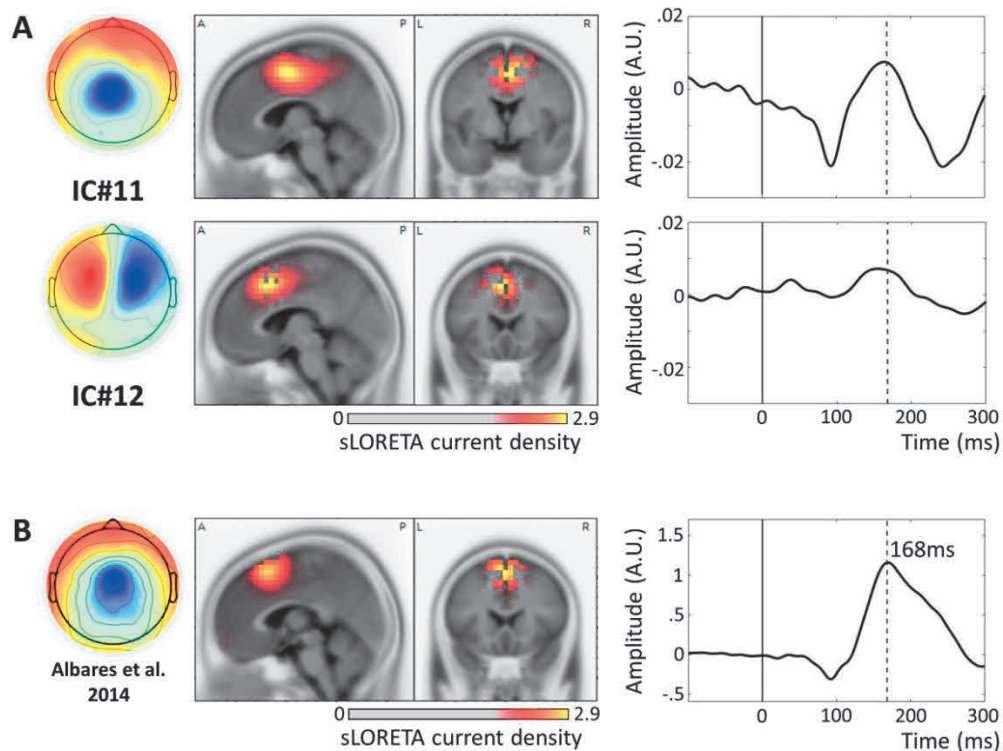 A
A P
L R
IC#11
Amplitude (A.U.)
.02
0
-.02
A P
L R
IC#12
0 2.9
sLORETA current density
Amplitude (A.U.)
.02
0
-.02
0 100 200 300
Time (ms)
B
A P
L R
Albares et al.
2014
0 2.9
sLORETA current density
Amplitude (A.U.)
1.5
1
.5
0
-.5
168ms
0 100 200 300
Time (ms)